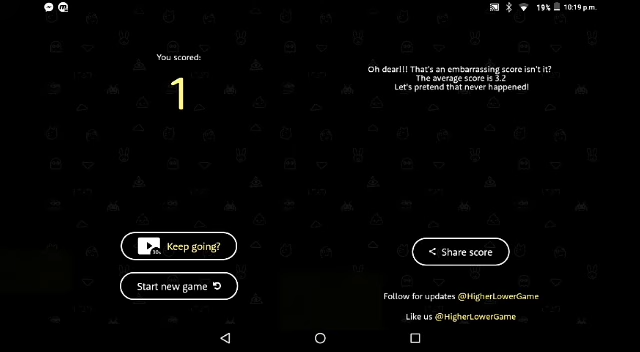 19% 10:19 p.m.
You scored:
1
Oh dear!!! That's an embarrassing score isn't it?
The average score is 3.2
Let's pretend that never happened!
Keep going?
Start new game
Share score
Follow for updates @HigherLowerGame
Like us @HigherLowerGame